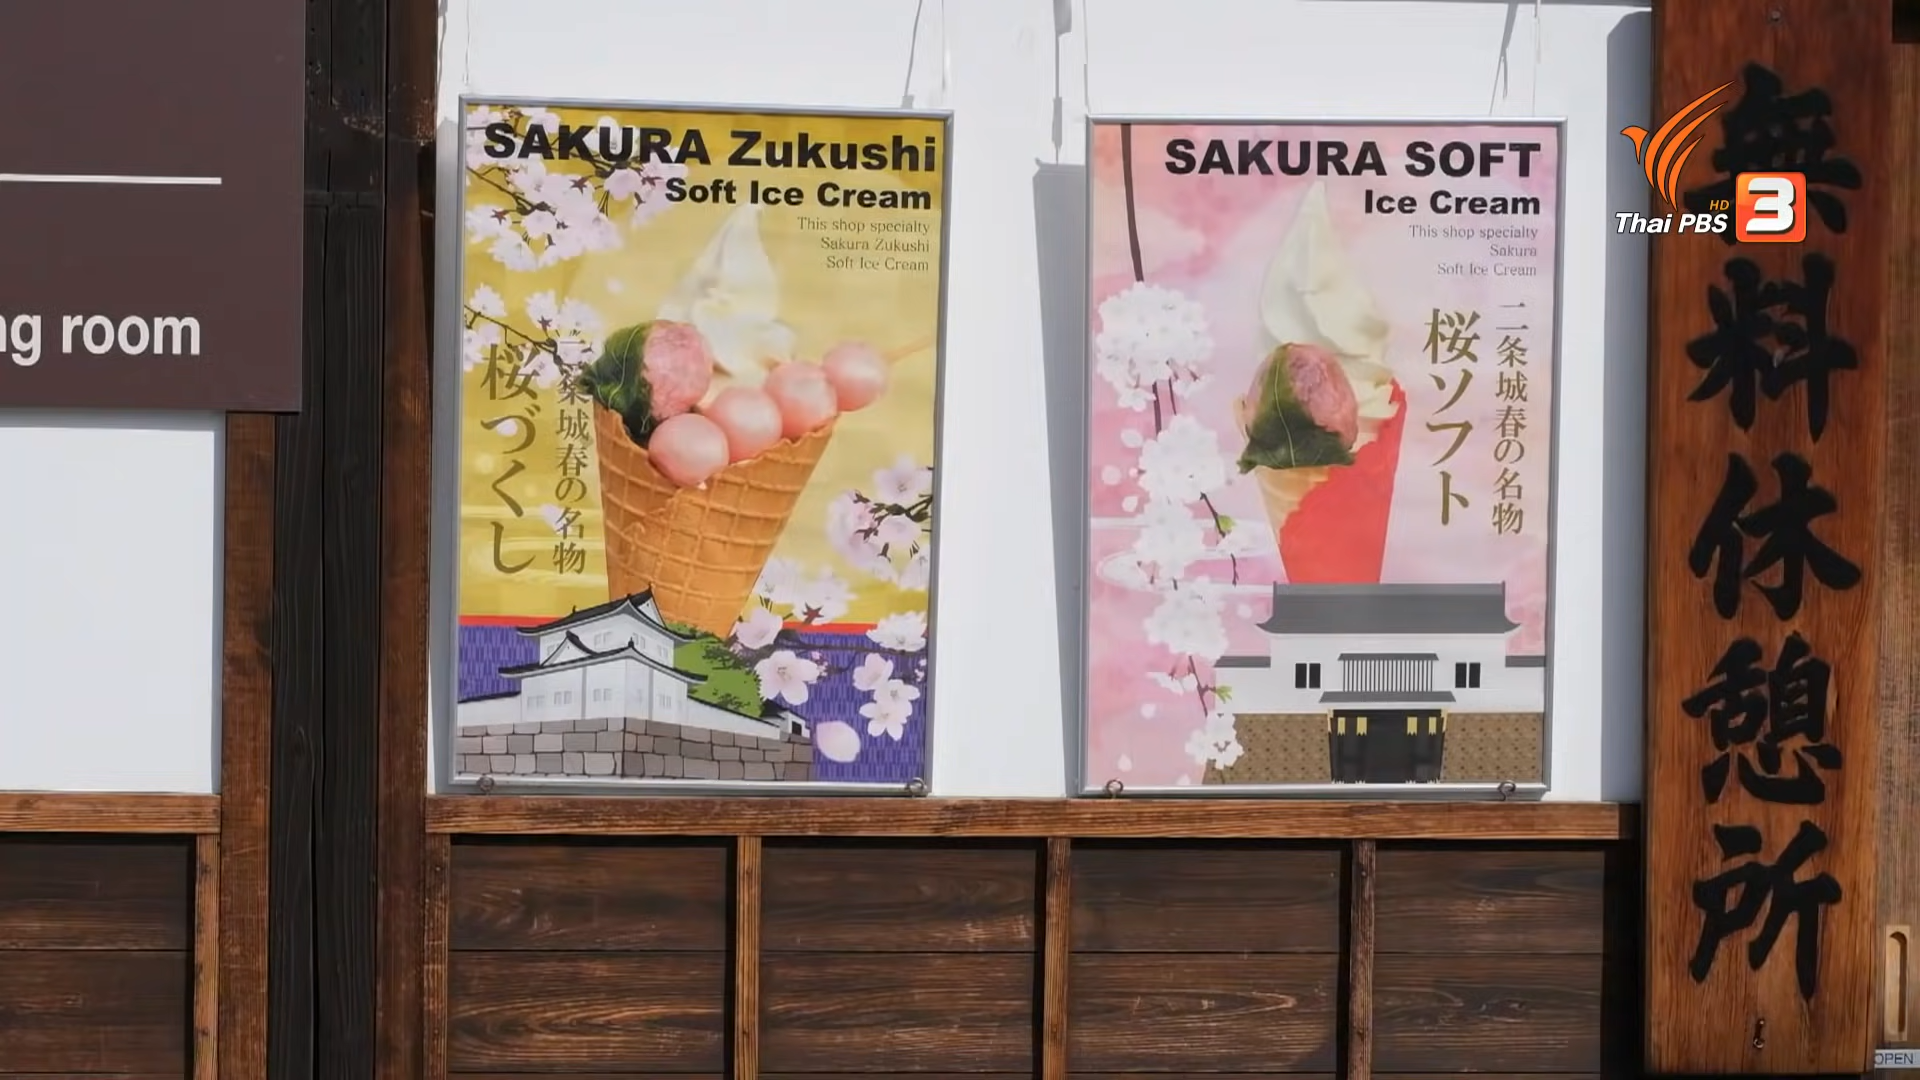 ng room
SAKURA Zukushi
Soft Ice Cream
This shop specialty
Sakura Zukushi
Soft Ice Cream
二条城春の名物
桜づくし
SAKURA SOFT
Ice Cream
This shop specialty
Sakura
Soft Ice Cream
二条城春の名物
桜ソフト
無料休憩所
Thai PBS
HD
3
OPEN